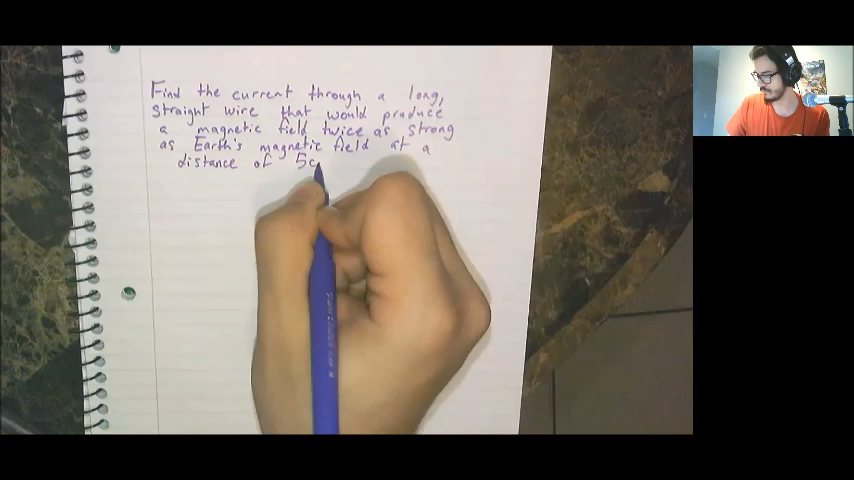 Find the current through a long,
straight wire that would produce
a magnetic field twice as strong
as Earth's magnetic field at a
distance of 5c